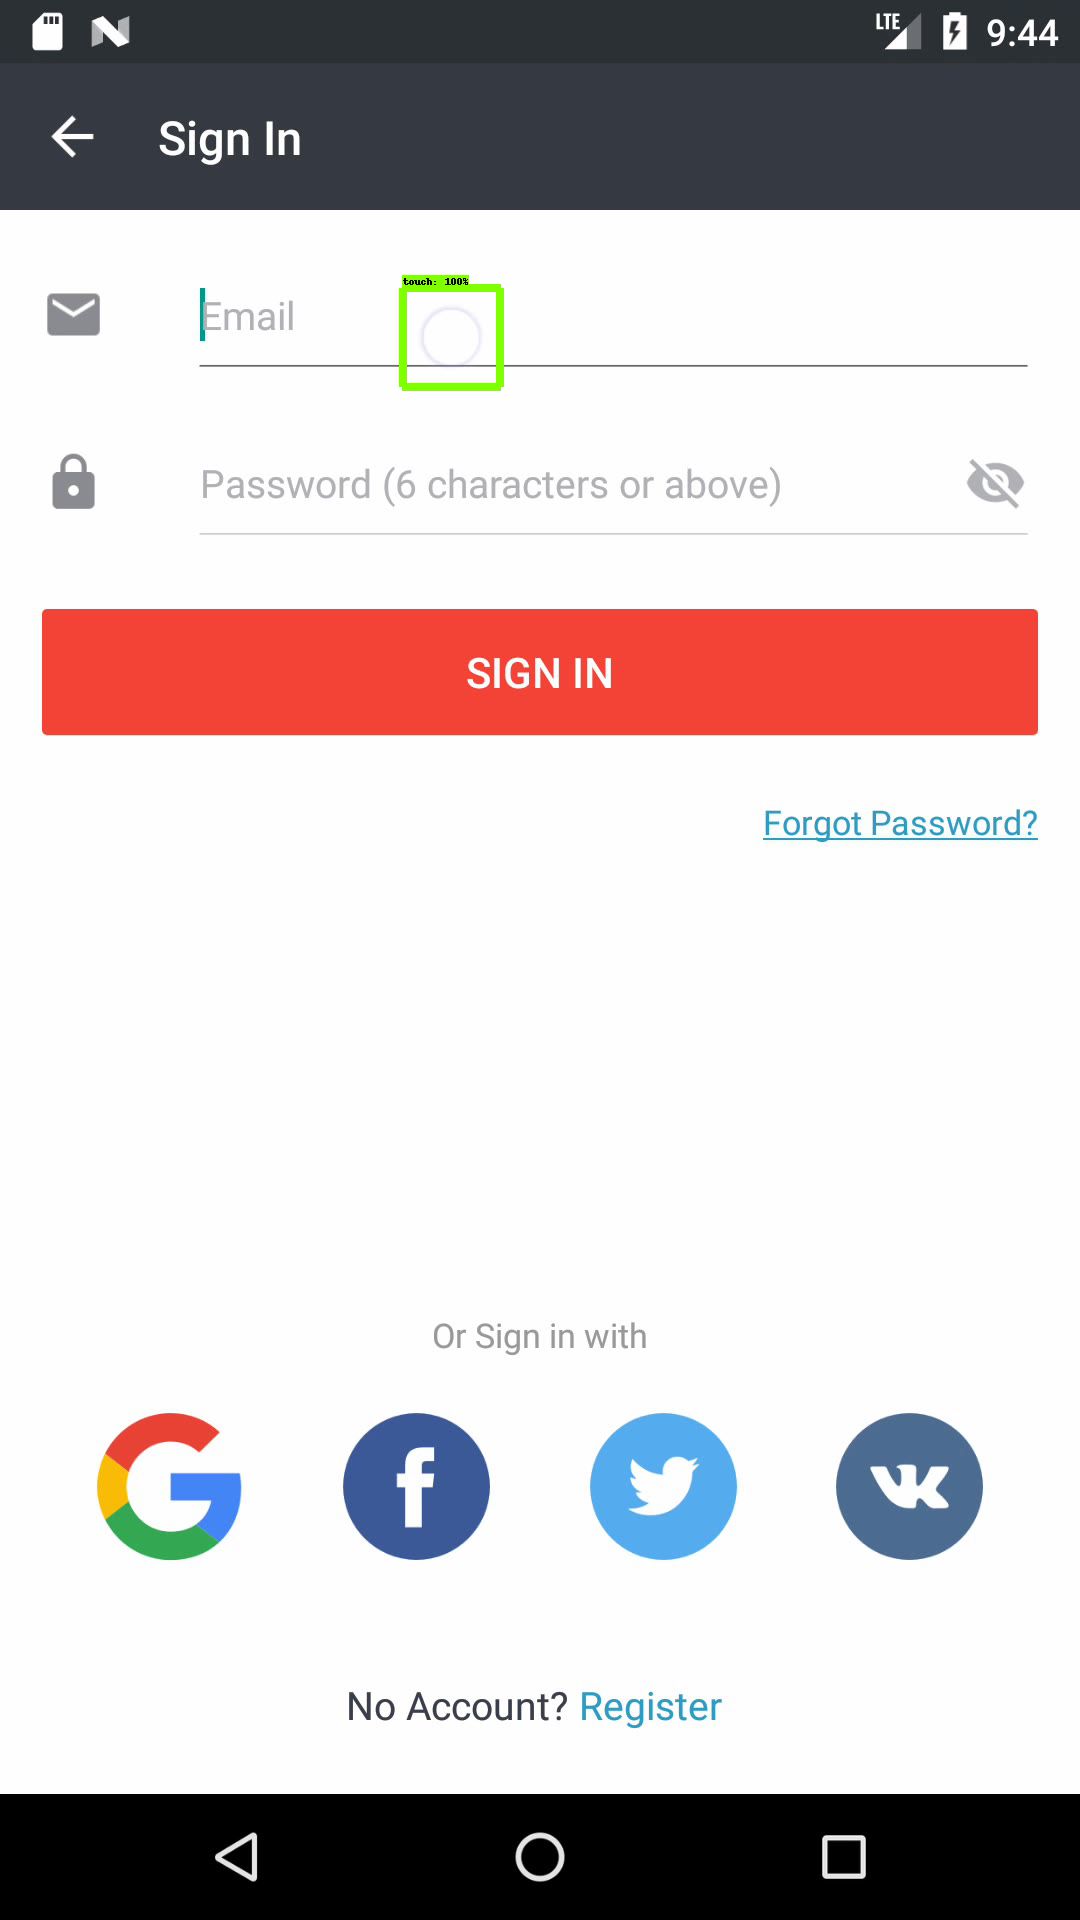 LTE 9:44
Sign In
touch: 100%
Email
Password (6 characters or above)
SIGN IN
Forgot Password?
Or Sign in with
No Account? Register